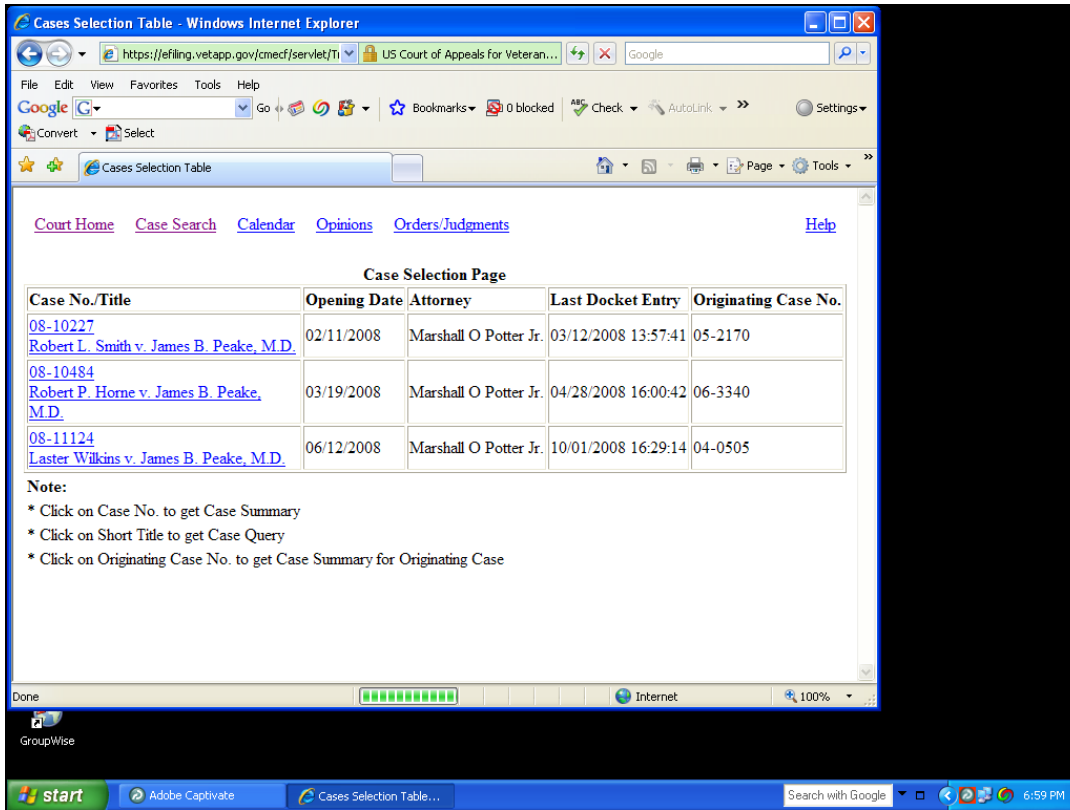 Cases Selection Table - Windows Internet Explorer
https://efiling.vetapp.gov/cmecf/servlet/Ti US Court of Appeals for Veteran... Google
File Edit View Favorites Tools Help
Google G Go Bookmarks 0 blocked ABC Check AutoLink >> Settings
Convert Select
Cases Selection Table Page Tools >>
Court Home Case Search Calendar Opinions Orders/Judgments Help
Case Selection Page
Case No./Title Opening Date Attorney Last Docket Entry Originating Case No.
08-10227
Robert L. Smith v. James B. Peake, M.D. 02/11/2008 Marshall O Potter Jr. 03/12/2008 13:57:41 05-2170
08-10484
Robert P. Horne v. James B. Peake, 03/19/2008 Marshall O Potter Jr. 04/28/2008 16:00:42 06-3340
M.D.
08-11124
Laster Wilkins v. James B. Peake, M.D. 06/12/2008 Marshall O Potter Jr. 10/01/2008 16:29:14 04-0505
Note:
* Click on Case No. to get Case Summary
* Click on Short Title to get Case Query
* Click on Originating Case No. to get Case Summary for Originating Case
Done Internet 100%
GroupWise
start Adobe Captivate Cases Selection Table... Search with Google 6:59 PM